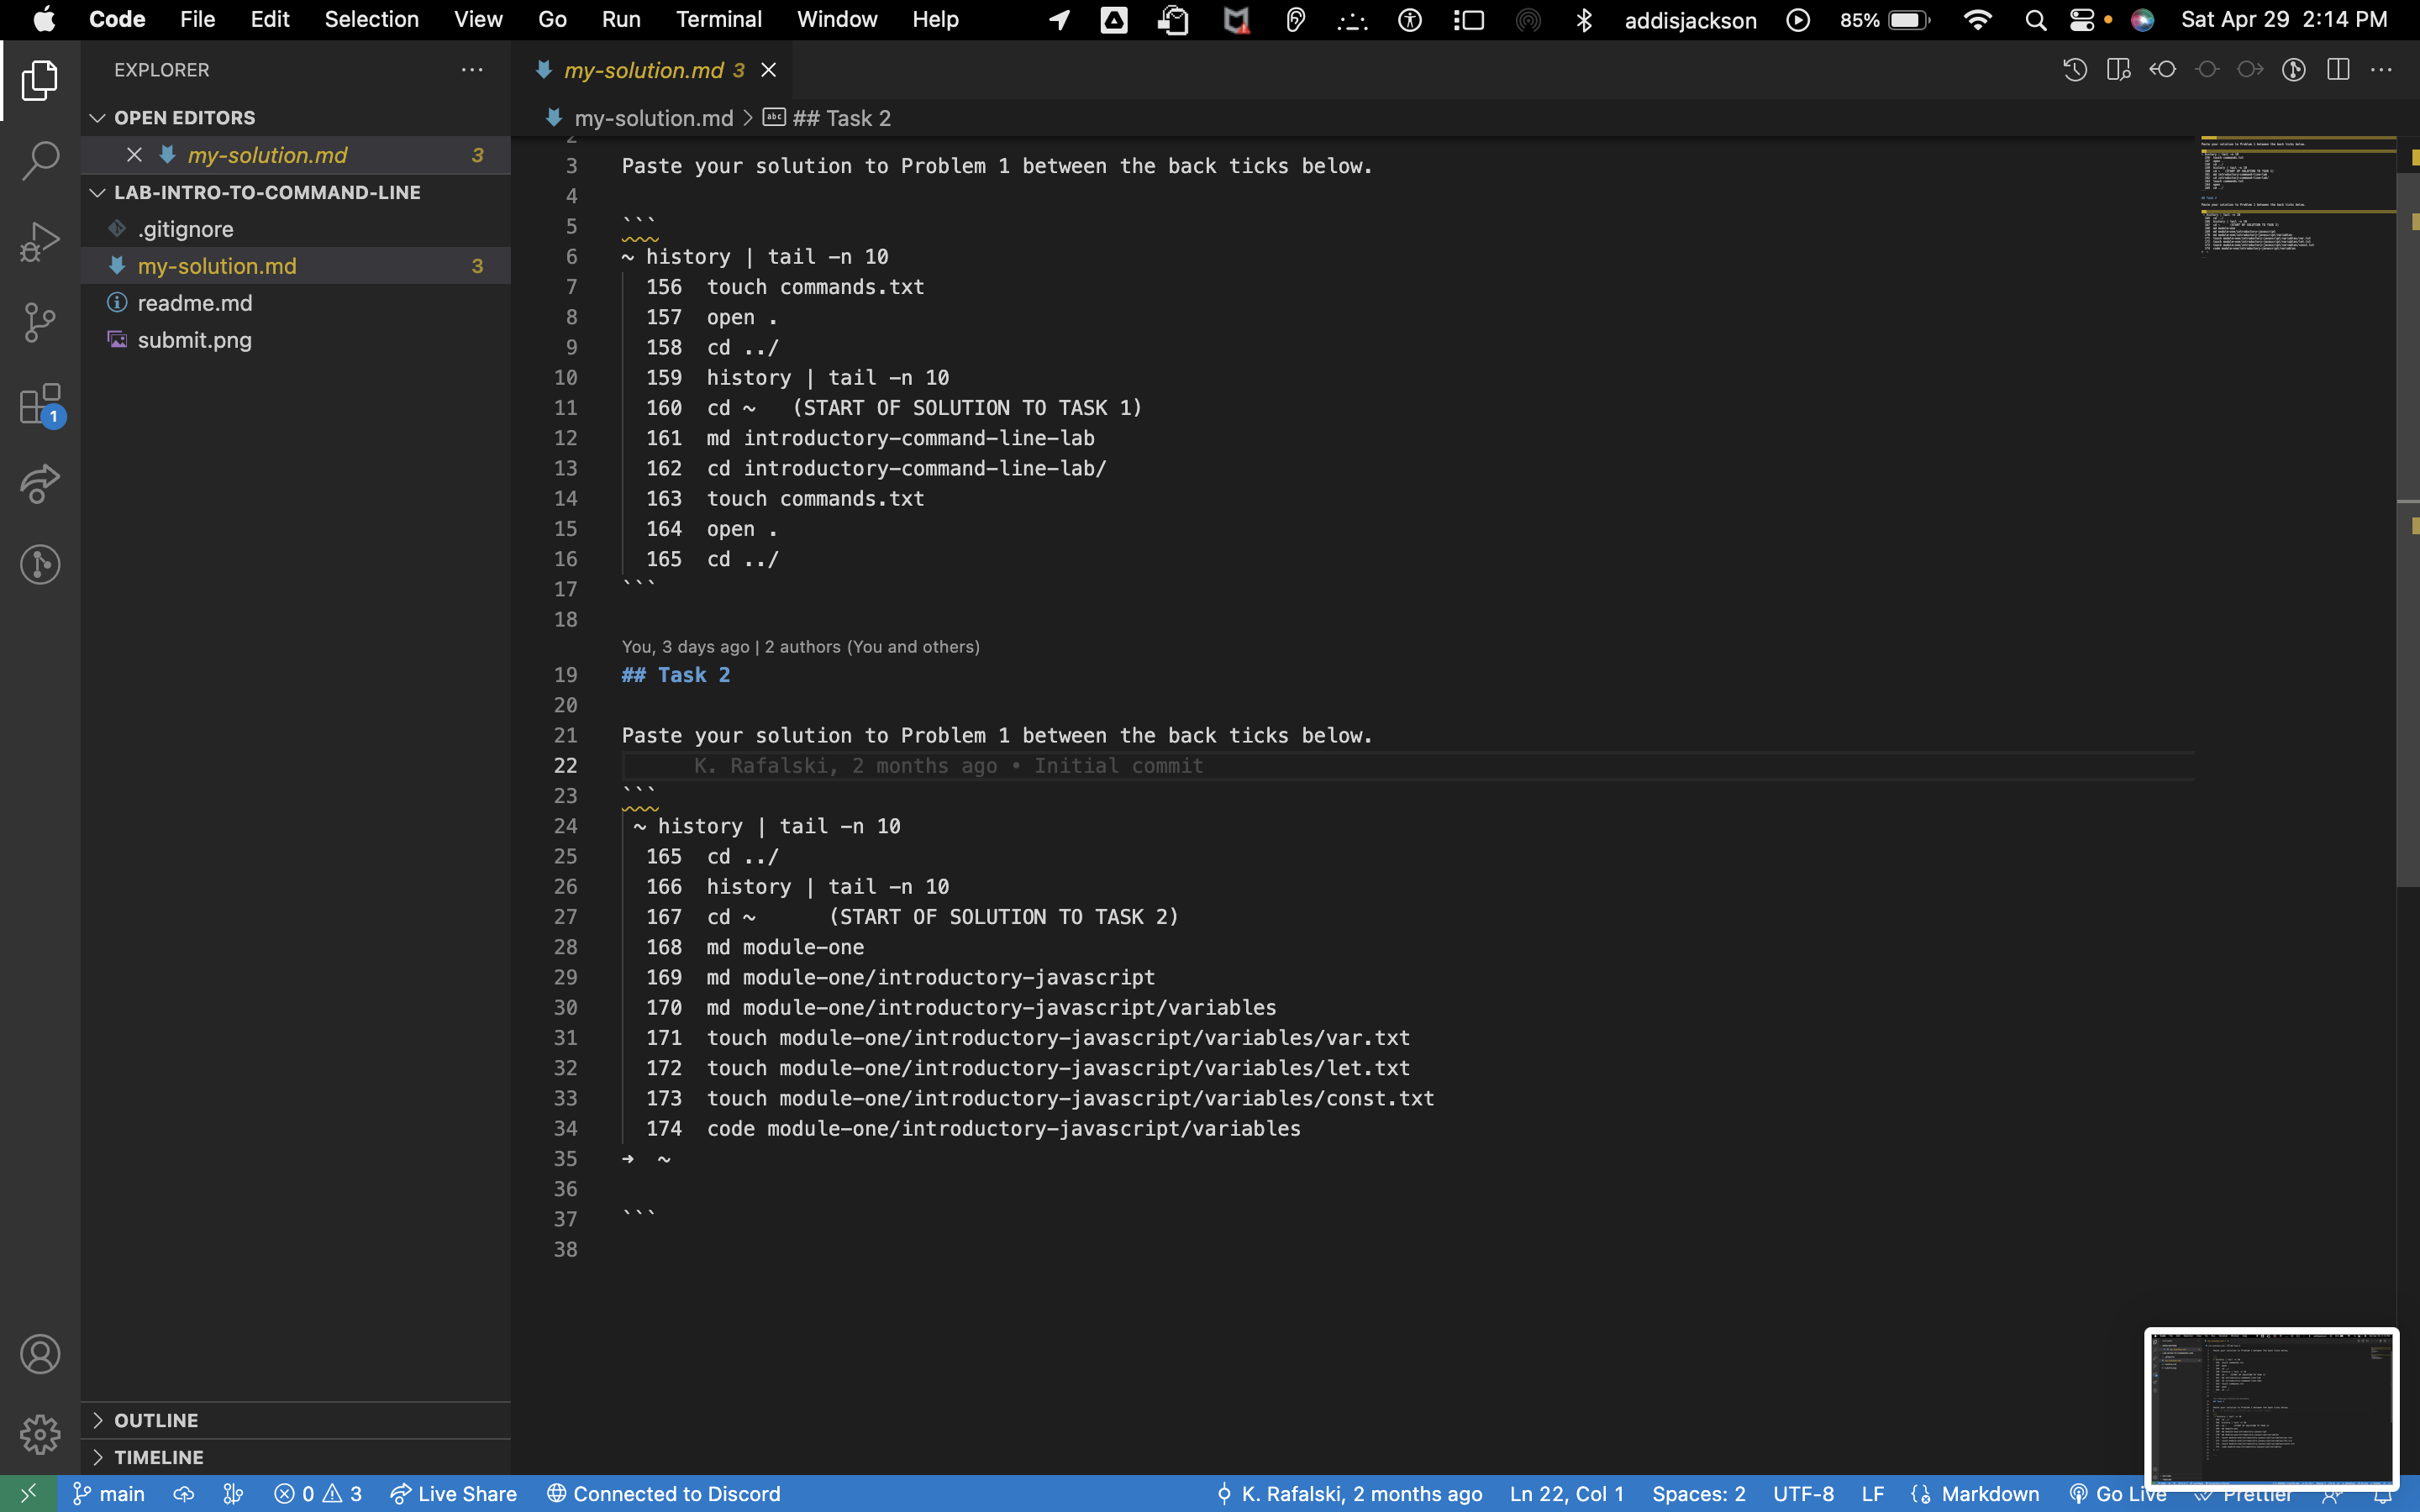 Code File Edit Selection View Go Run Terminal Window Help addisjackson 85% Sat Apr 29 2:14 PM
EXPLORER
OPEN EDITORS
my-solution.md 3
LAB-INTRO-TO-COMMAND-LINE
.gitignore
my-solution.md 3
readme.md
submit.png
1
OUTLINE
TIMELINE
my-solution.md 3
my-solution.md > abc ## Task 2
2
3 Paste your solution to Problem 1 between the back ticks below.
4
5 ```
6 ~ history | tail -n 10
7 156 touch commands.txt
8 157 open .
9 158 cd ../
10 159 history | tail -n 10
11 160 cd ~ (START OF SOLUTION TO TASK 1)
12 161 md introductory-command-line-lab
13 162 cd introductory-command-line-lab/
14 163 touch commands.txt
15 164 open .
16 165 cd ../
17 ```
18
You, 3 days ago | 2 authors (You and others)
19 ## Task 2
20
21 Paste your solution to Problem 1 between the back ticks below.
22 K. Rafalski, 2 months ago • Initial commit
23 ```
24 ~ history | tail -n 10
25 165 cd ../
26 166 history | tail -n 10
27 167 cd ~ (START OF SOLUTION TO TASK 2)
28 168 md module-one
29 169 md module-one/introductory-javascript
30 170 md module-one/introductory-javascript/variables
31 171 touch module-one/introductory-javascript/variables/var.txt
32 172 touch module-one/introductory-javascript/variables/let.txt
33 173 touch module-one/introductory-javascript/variables/const.txt
34 174 code module-one/introductory-javascript/variables
35 ➜ ~
36
37 ```
38
main 0 3 Live Share Connected to Discord K. Rafalski, 2 months ago Ln 22, Col 1 Spaces: 2 UTF-8 LF Markdown Go Live Prettier